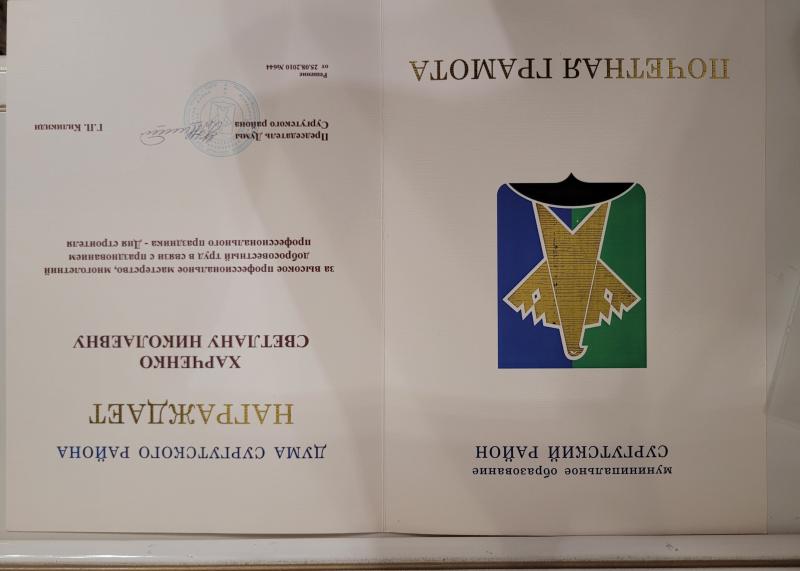 муниципальное образование
СУРГУТСКИЙ РАЙОН
ПОЧЕТНАЯ ГРАМОТА
ДУМА СУРГУТСКОГО РАЙОНА
НАГРАЖДАЕТ
ХАРЧЕНКО
СВЕТЛАНУ НИКОЛАЕВНУ
за высокое профессиональное мастерство, многолетний
добросовестный труд в связи с празднованием
профессионального праздника - Дня строителя
Председатель Думы
Сургутского района Г.П. Киликиди
Решение
от 25.08.2010 №644